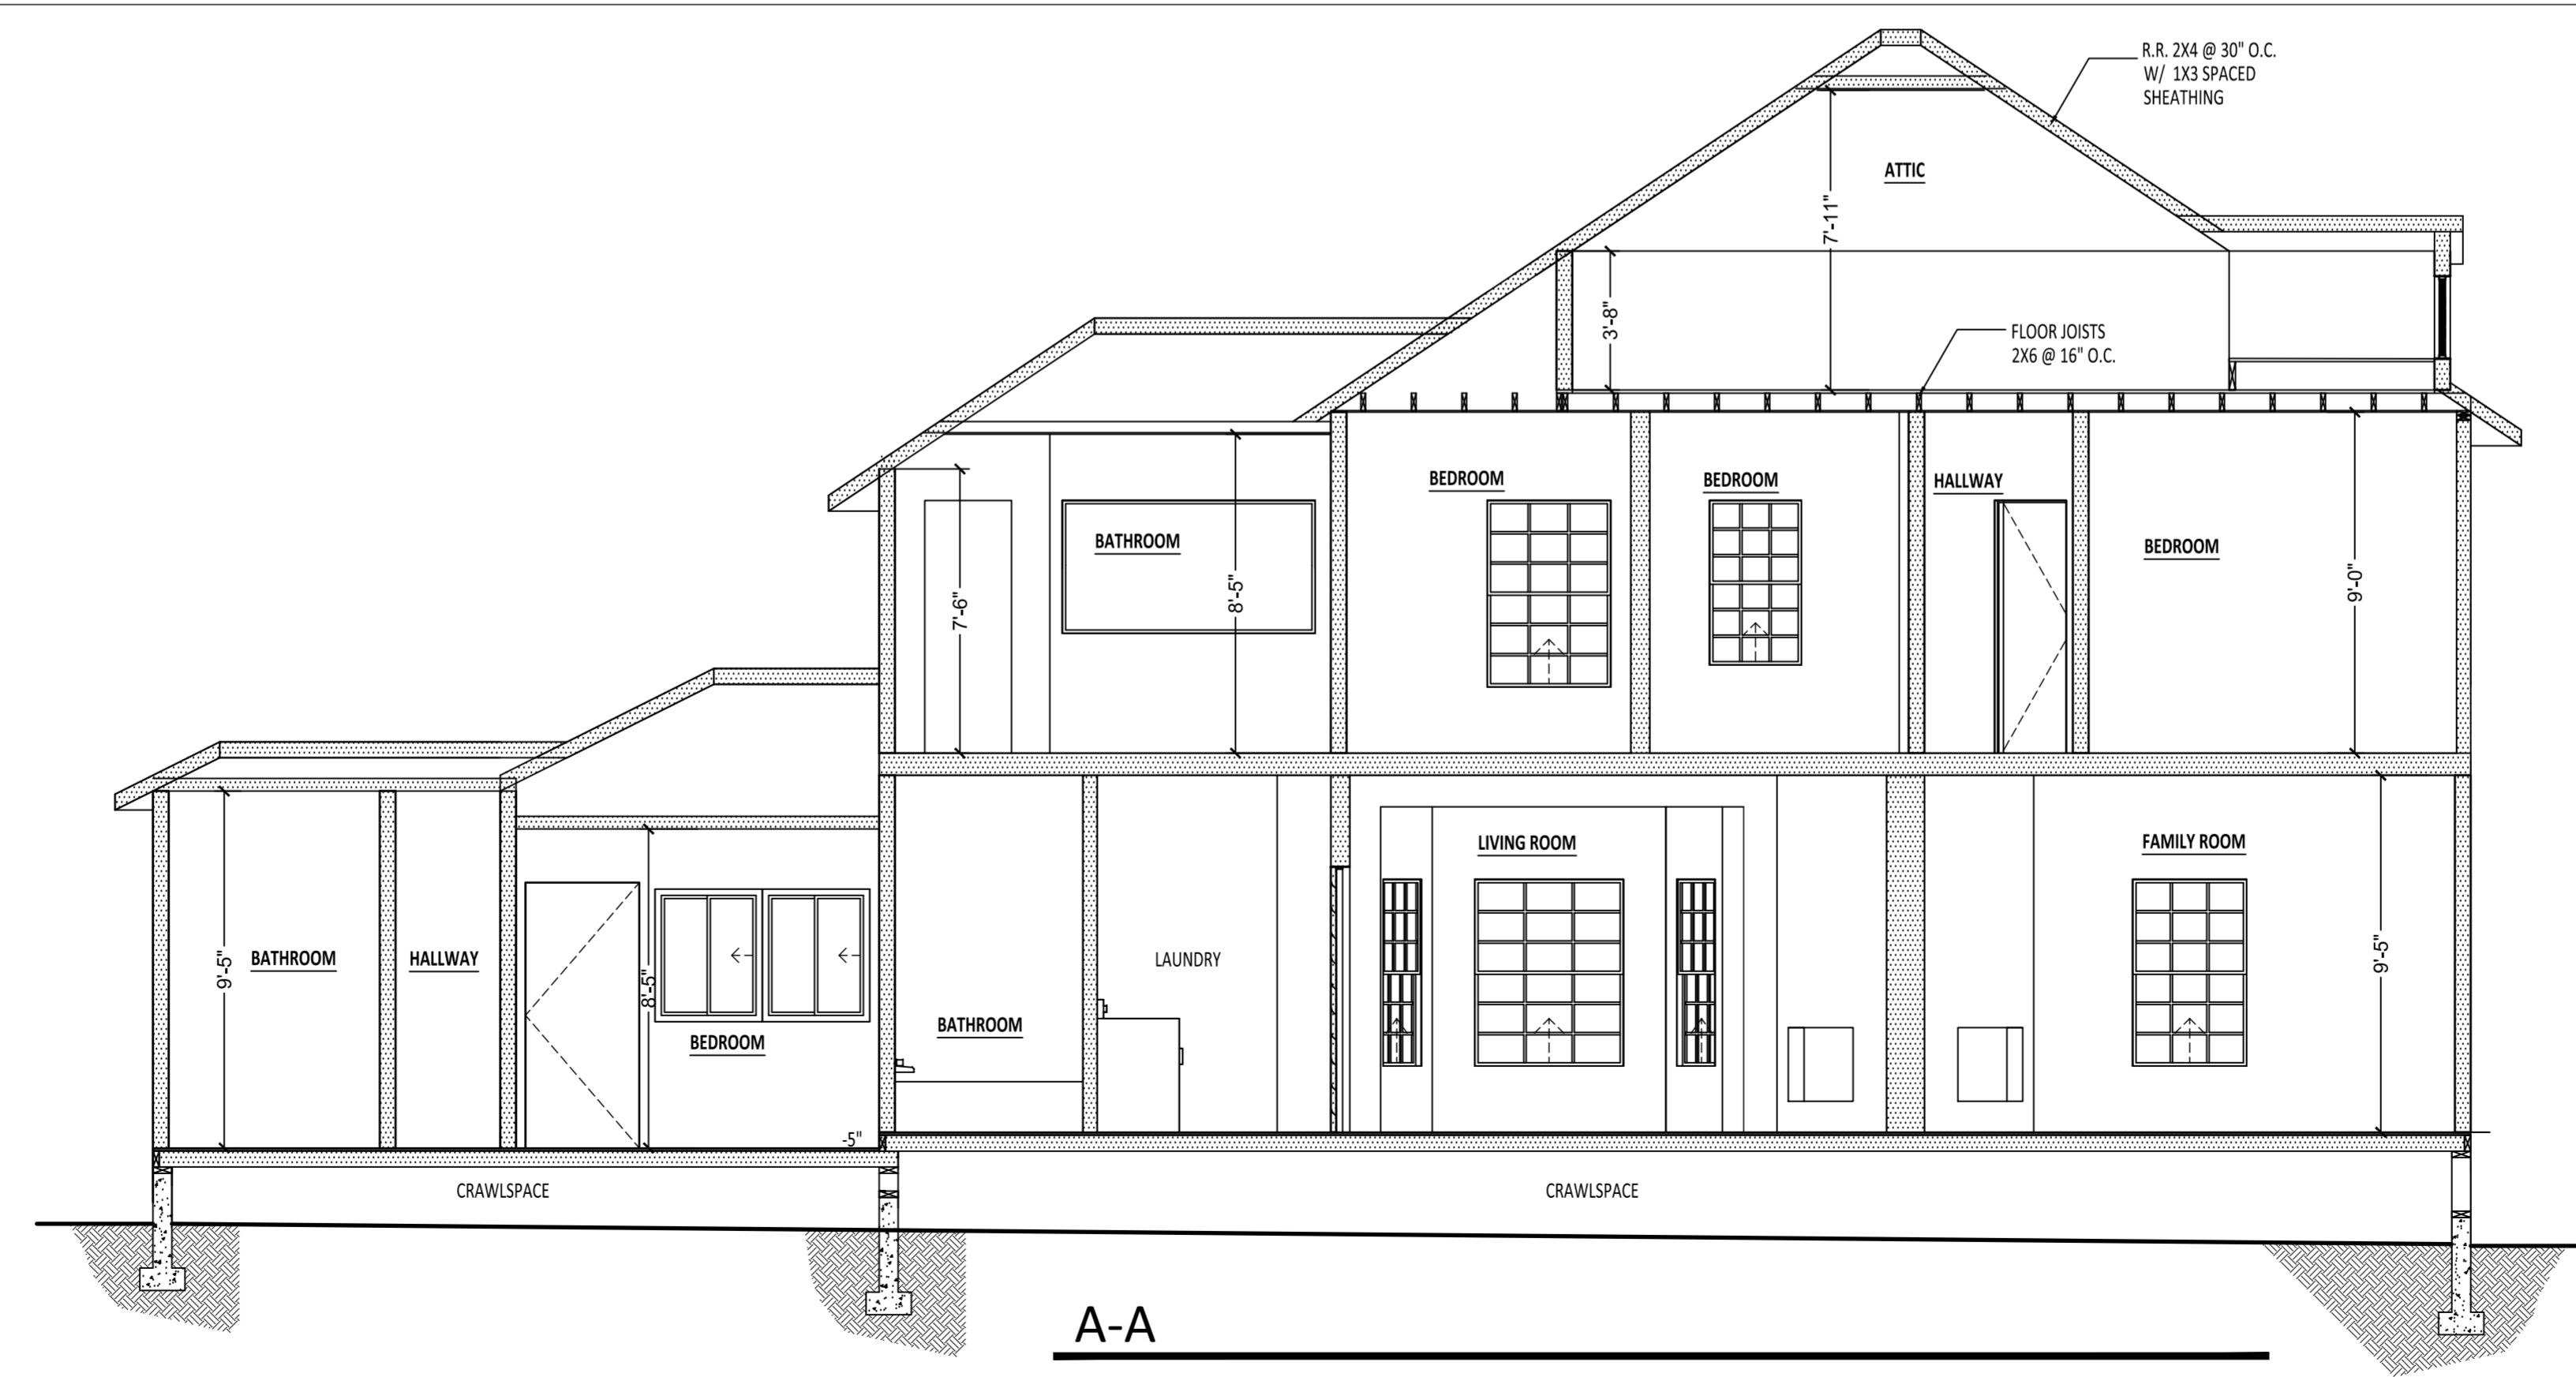 R.R. 2X4 @ 30" O.C.
W/ 1X3 SPACED
SHEATHING
ATTIC
7'-11"
3'-8"
FLOOR JOISTS
2X6 @ 16" O.C.
BEDROOM
BEDROOM
HALLWAY
BATHROOM
BEDROOM
7'-6"
8'-5"
9'-0"
LIVING ROOM
FAMILY ROOM
BATHROOM
HALLWAY
LAUNDRY
9'-5"
8'-5"
9'-5"
BATHROOM
BEDROOM
-5"
CRAWLSPACE
CRAWLSPACE
A-A